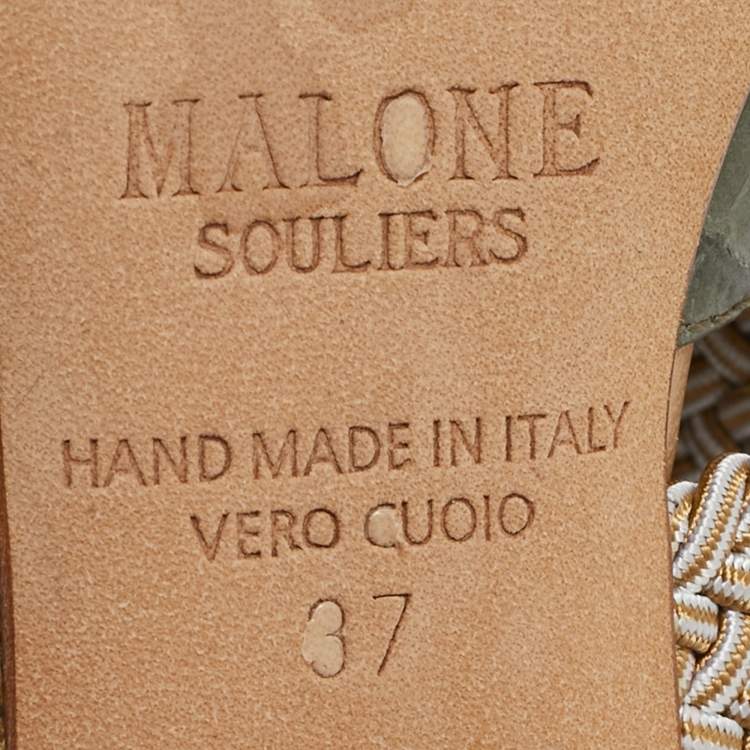 MALONE
SOULIERS
HAND MADE IN ITALY
VERO CUOIO
37